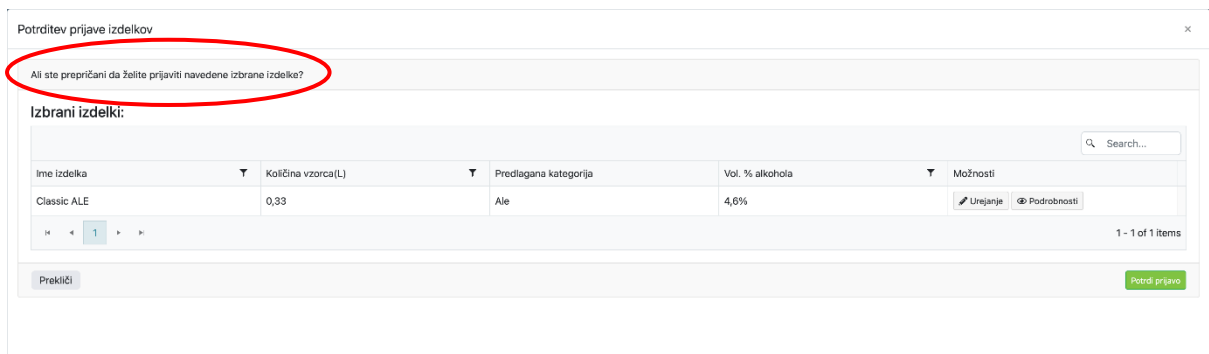 Potrditev prijave izdelkov ×
Ali ste prepričani da želite prijaviti navedene izbrane izdelke?
Izbrani izdelki:
Search...
Ime izdelka Količina vzorca(L) Predlagana kategorija Vol. % alkohola Možnosti
Classic ALE 0,33 Ale 4,6% Urejanje Podrobnosti
1 1 - 1 of 1 items
Prekliči Potrdi prijavo